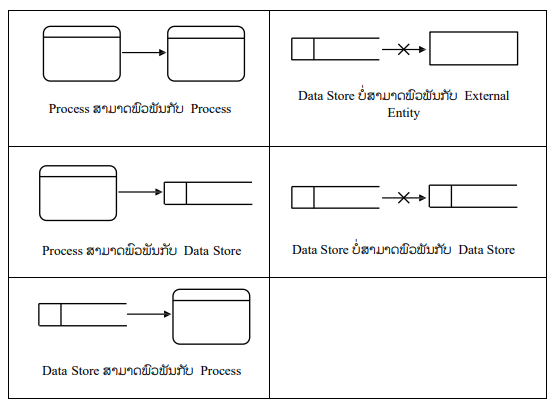 Process ສາມາດພົວພັນກັບ Process
Data Store ບໍ່ສາມາດພົວພັນກັບ External
Entity
Process ສາມາດພົວພັນກັບ Data Store
Data Store ບໍ່ສາມາດພົວພັນກັບ Data Store
Data Store ສາມາດພົວພັນກັບ Process